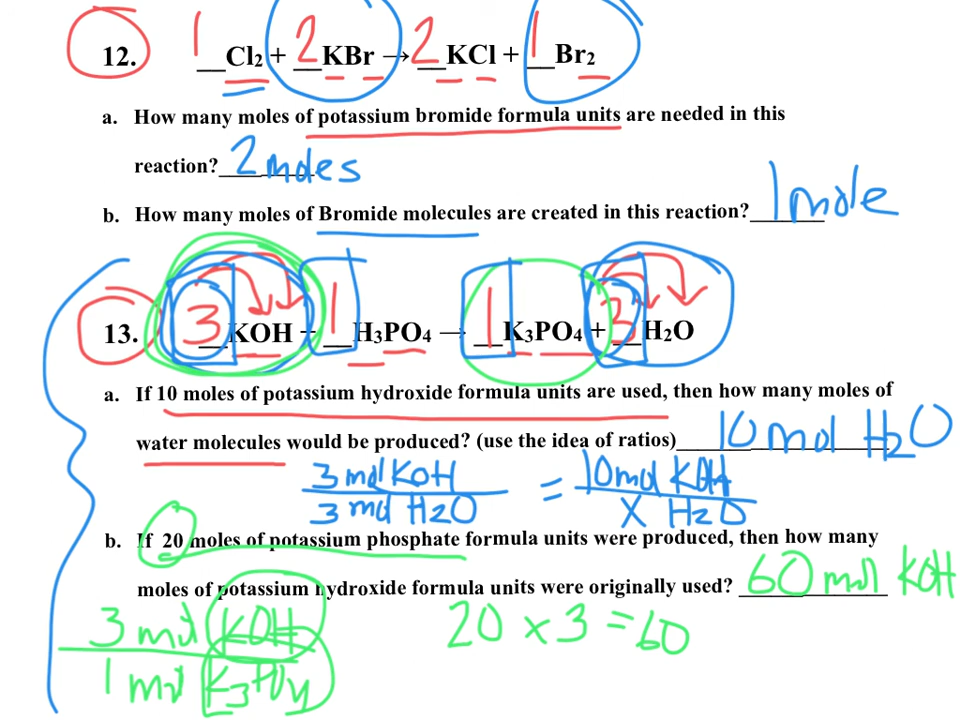 12. 1 Cl2 + 2 KBr → 2 KCl + 1 Br2
a. How many moles of potassium bromide formula units are needed in this
reaction? 2 moles
b. How many moles of Bromide molecules are created in this reaction? 1 mole
13. 3 KOH + 1 H3PO4 → 1 K3PO4 + 3 H2O
a. If 10 moles of potassium hydroxide formula units are used, then how many moles of
water molecules would be produced? (use the idea of ratios) 10 mol H2O
3 mol KOH = 10 mol KOH
3 mol H2O X H2O
b. If 20 moles of potassium phosphate formula units were produced, then how many
moles of potassium hydroxide formula units were originally used? 60 mol KOH
3 mol KOH 20 x 3 = 60
1 mol K3PO4